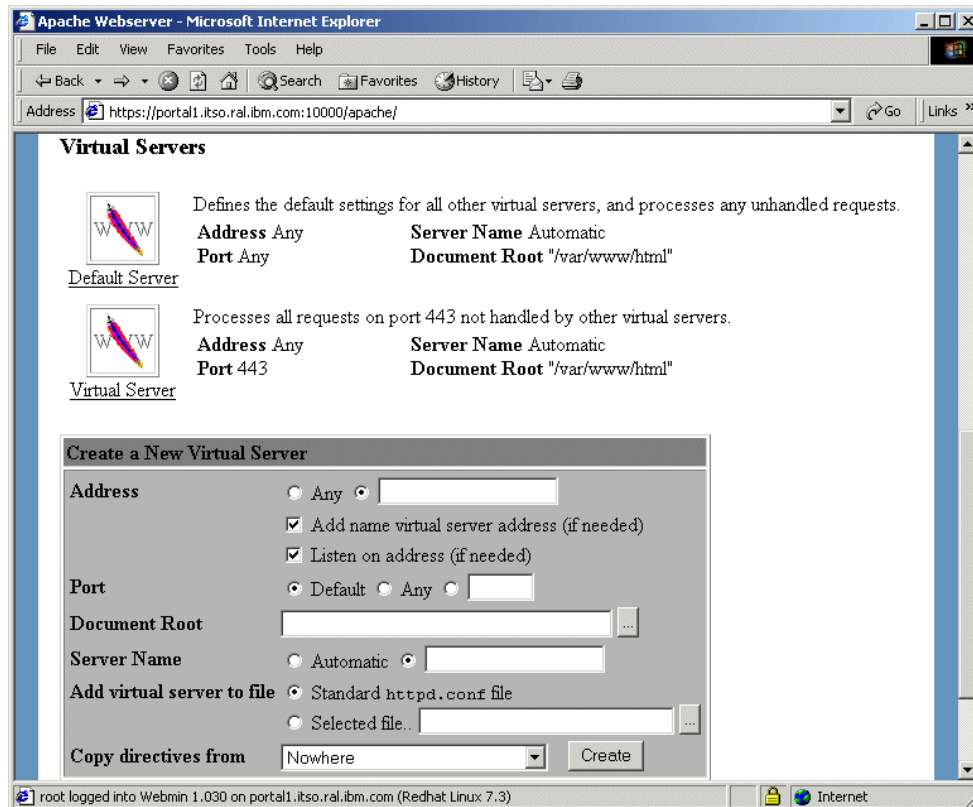 Apache Webserver - Microsoft Internet Explorer
File Edit View Favorites Tools Help
Back Search Favorites History
Address https://portal1.itso.ral.ibm.com:10000/apache/ Go Links »
Virtual Servers
Defines the default settings for all other virtual servers, and processes any unhandled requests.
Address Any Server Name Automatic
Port Any Document Root "/var/www/html"
WWW
Default Server
Processes all requests on port 443 not handled by other virtual servers.
Address Any Server Name Automatic
Port 443 Document Root "/var/www/html"
WWW
Virtual Server
Create a New Virtual Server
Address Any
Add name virtual server address (if needed)
Listen on address (if needed)
Port Default Any
Document Root ...
Server Name Automatic
Add virtual server to file Standard httpd.conf file
Selected file.. ...
Copy directives from Nowhere Create
root logged into Webmin 1.030 on portal1.itso.ral.ibm.com (Redhat Linux 7.3) Internet